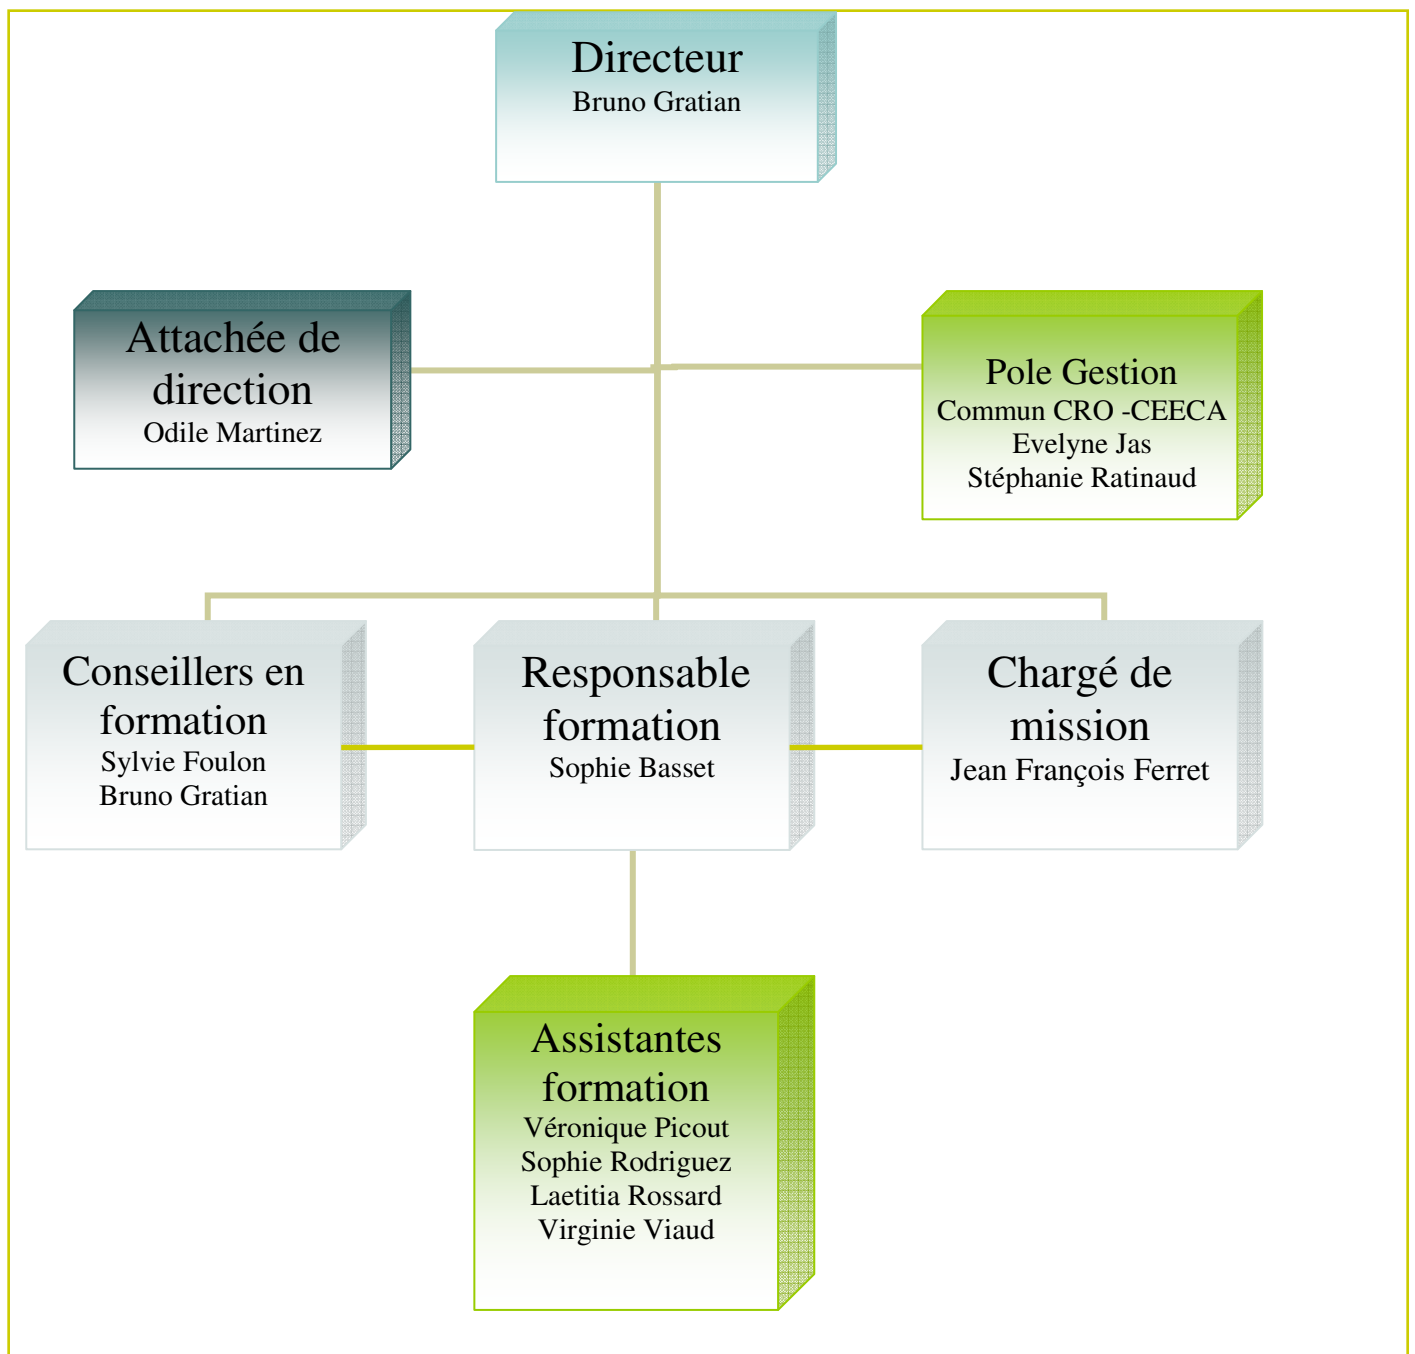 Directeur
Bruno Gratian
Attachée de
direction
Odile Martinez
Pole Gestion
Commun CRO -CEECA
Evelyne Jas
Stéphanie Ratinaud
Conseillers en
formation
Sylvie Foulon
Bruno Gratian
Responsable
formation
Sophie Basset
Chargé de
mission
Jean François Ferret
Assistantes
formation
Véronique Picout
Sophie Rodriguez
Laetitia Rossard
Virginie Viaud